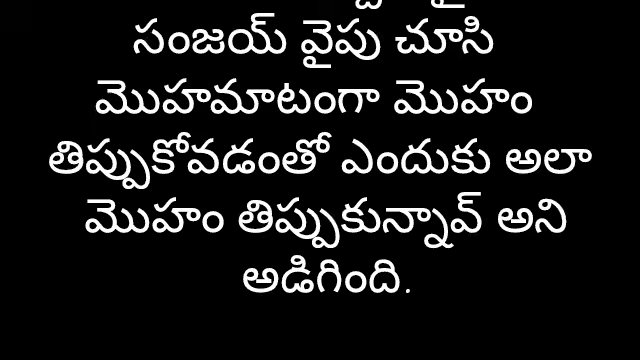 సంజయ్ వైపు చూసి
మొహమాటంగా మొహం
తిప్పుకోవడంతో ఎందుకు అలా
మొహం తిప్పుకున్నావ్ అని
అడిగింది.